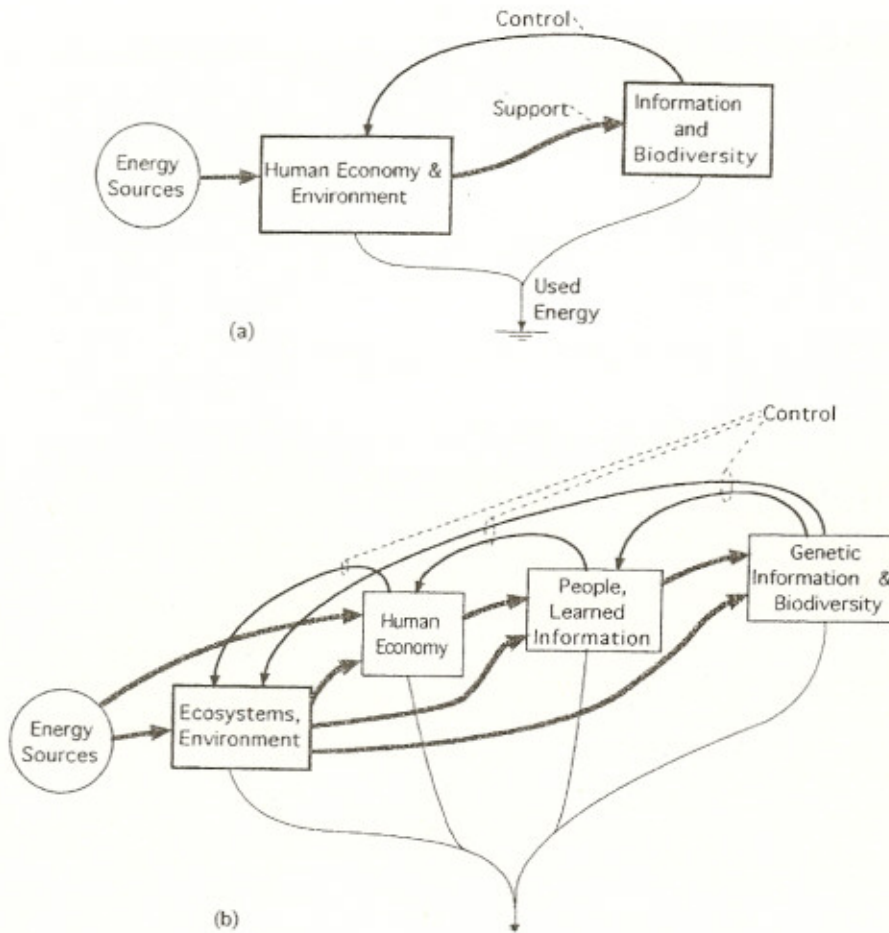 Control
Support
Information
and
Biodiversity
Energy
Sources
Human Economy &
Environment
Used
Energy
(a)
Control
Genetic
Information &
Biodiversity
People,
Learned
Information
Human
Economy
Ecosystems,
Environment
Energy
Sources
(b)